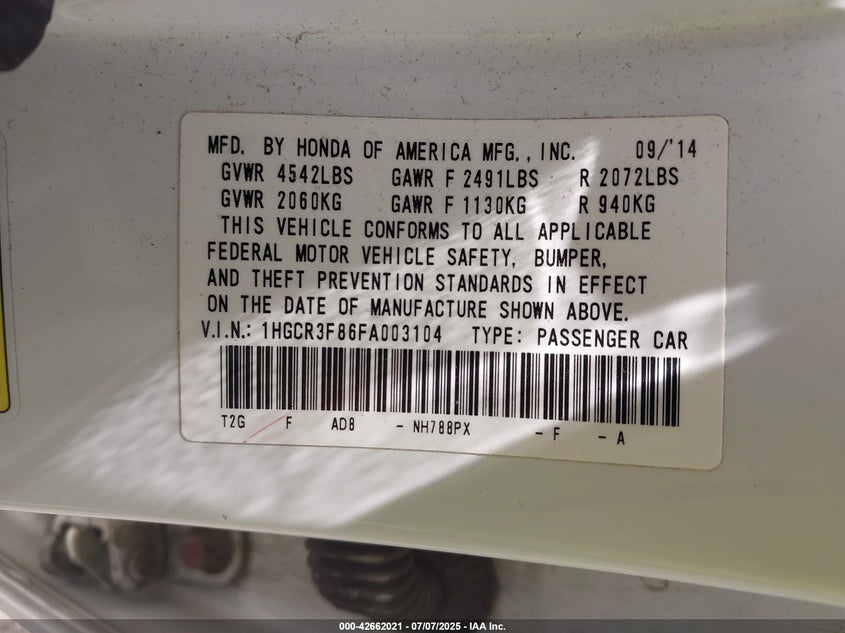 MFD. BY HONDA OF AMERICA MFG., INC. 09/'14
GVWR 4542LBS GAWR F 2491LBS R 2072LBS
GVWR 2060KG GAWR F 1130KG R 940KG
THIS VEHICLE CONFORMS TO ALL APPLICABLE
FEDERAL MOTOR VEHICLE SAFETY, BUMPER,
AND THEFT PREVENTION STANDARDS IN EFFECT
ON THE DATE OF MANUFACTURE SHOWN ABOVE.
V.I.N.: 1HGCR3F86FA003104 TYPE: PASSENGER CAR
T2G F AD8 - NH788PX - F - A
000-42662021 - 07/07/2025 - IAA Inc.